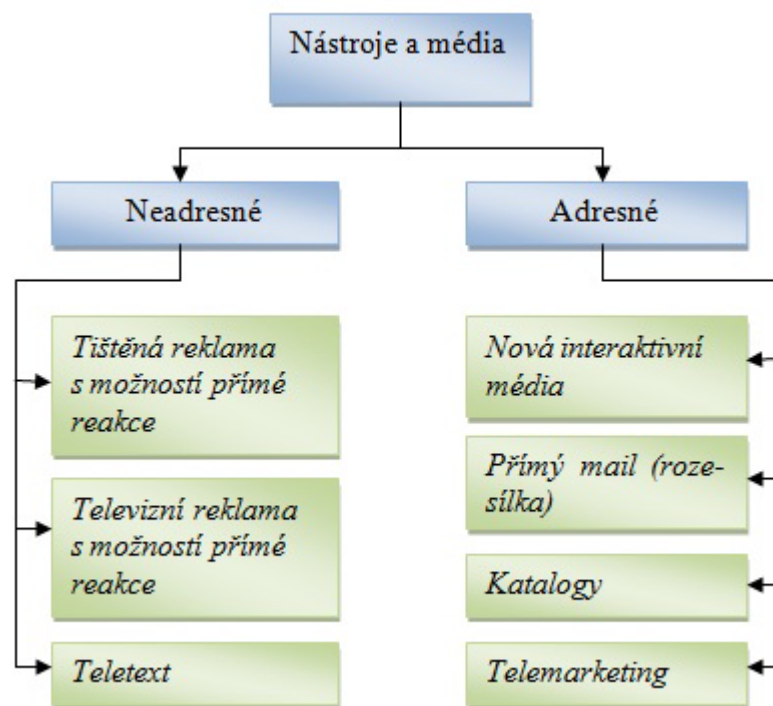 Nástroje a média
Neadresné
Tištěná reklama
s možností přímé
reakce
Televizní reklama
s možností přímé
reakce
Teletext
Adresné
Nová interaktivní
média
Přímý mail (roze-
sílka)
Katalogy
Telemarketing